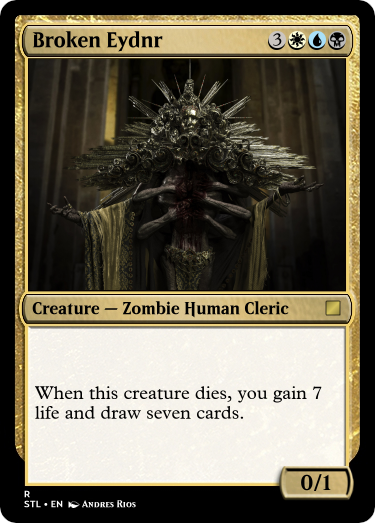 Broken Eydnr 3
Creature — Zombie Human Cleric
When this creature dies, you gain 7
life and draw seven cards.
0/1
R
STL • EN Andres Rios